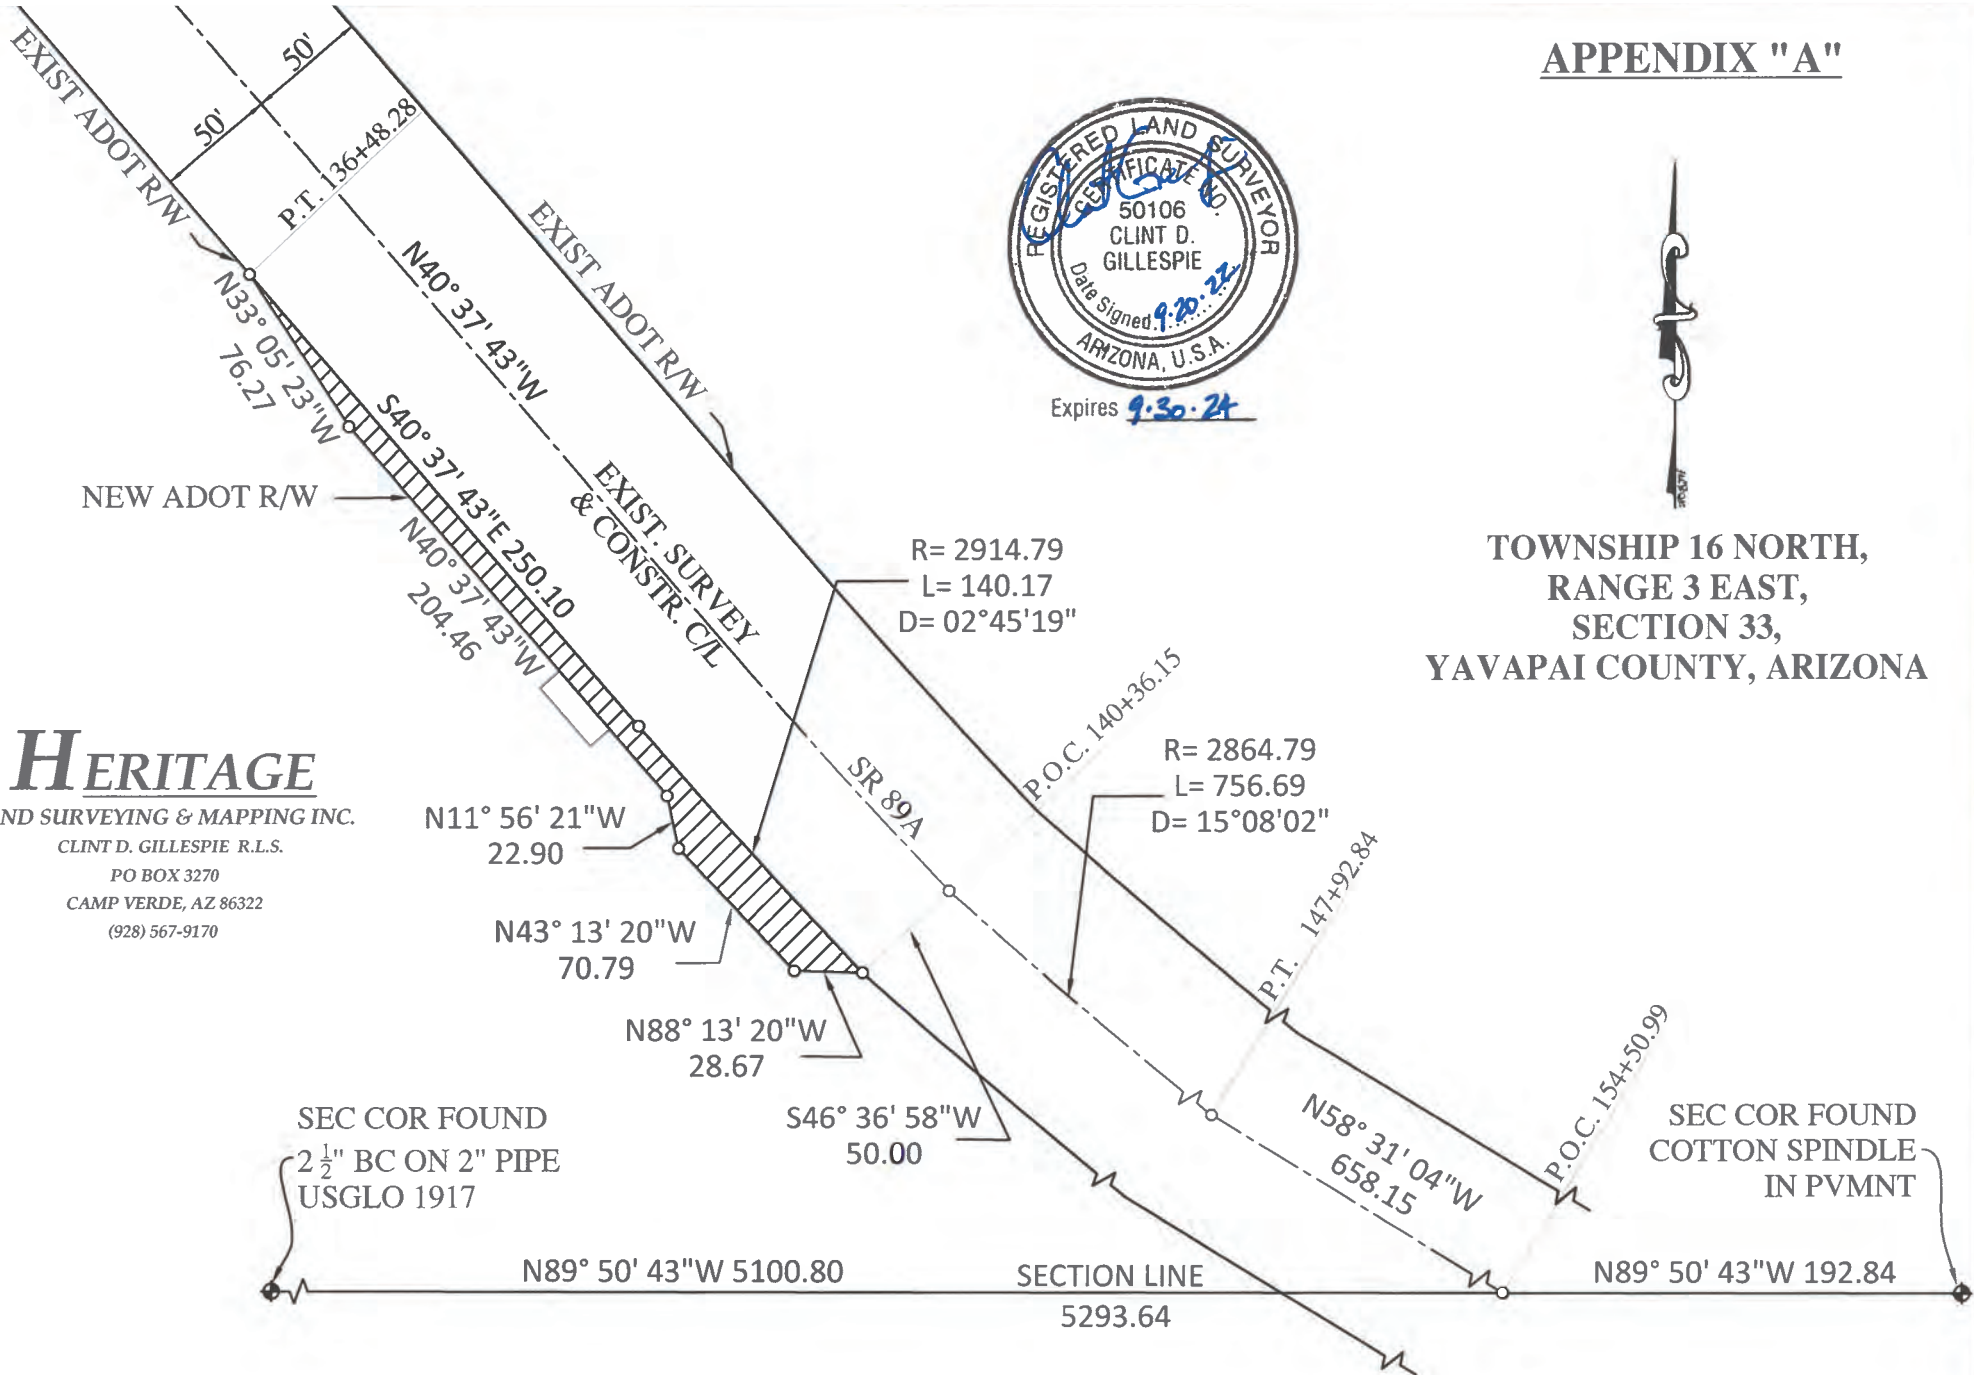 APPENDIX "A"
EXIST ADOT R/W
50'
50'
P.T. 136+48.28
EXIST ADOT R/W
N40° 37' 43"W
N33° 05' 23"W
76.27
S40° 37' 43"E 250.10
NEW ADOT R/W
N40° 37' 43"W
204.46
EXIST. SURVEY
& CONSTR. C/L
REGISTERED LAND SURVEYOR
CERTIFICATE NO.
50106
CLINT D.
GILLESPIE
Date Signed 9.20.22
ARIZONA, U.S.A.
Expires 9.30.24
TOWNSHIP 16 NORTH,
RANGE 3 EAST,
SECTION 33,
YAVAPAI COUNTY, ARIZONA
R= 2914.79
L= 140.17
D= 02°45'19"
P.O.C. 140+36.15
R= 2864.79
L= 756.69
D= 15°08'02"
SR 89A
HERITAGE
ND SURVEYING & MAPPING INC.
CLINT D. GILLESPIE R.L.S.
PO BOX 3270
CAMP VERDE, AZ 86322
(928) 567-9170
N11° 56' 21"W
22.90
N43° 13' 20"W
70.79
N88° 13' 20"W
28.67
S46° 36' 58"W
50.00
P.T. 147+92.84
P.O.C. 154+50.99
N58° 31' 04"W
658.15
SEC COR FOUND
2 1/2" BC ON 2" PIPE
USGLO 1917
SEC COR FOUND
COTTON SPINDLE
IN PVMNT
N89° 50' 43"W 5100.80
SECTION LINE
5293.64
N89° 50' 43"W 192.84